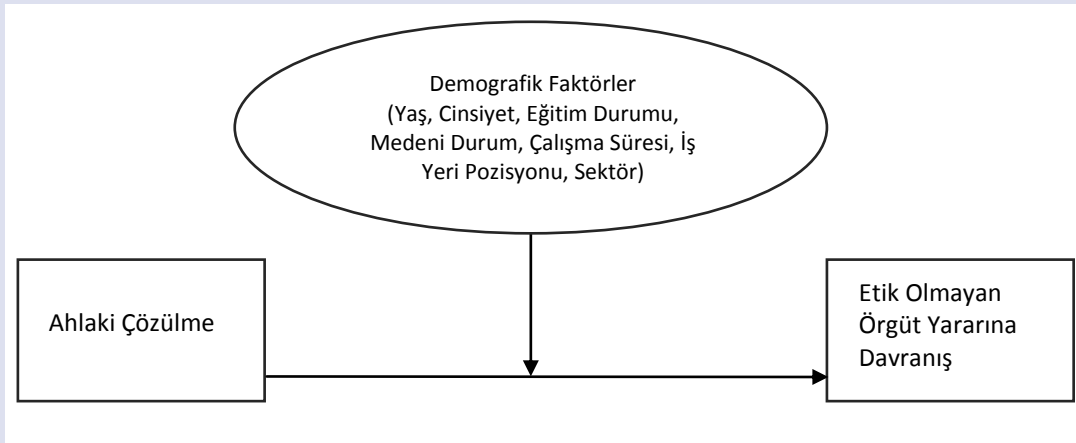 Demografik Faktörler
(Yaş, Cinsiyet, Eğitim Durumu,
Medeni Durum, Çalışma Süresi, İş
Yeri Pozisyonu, Sektör)
Ahlaki Çözülme
Etik Olmayan
Örgüt Yararına
Davranış